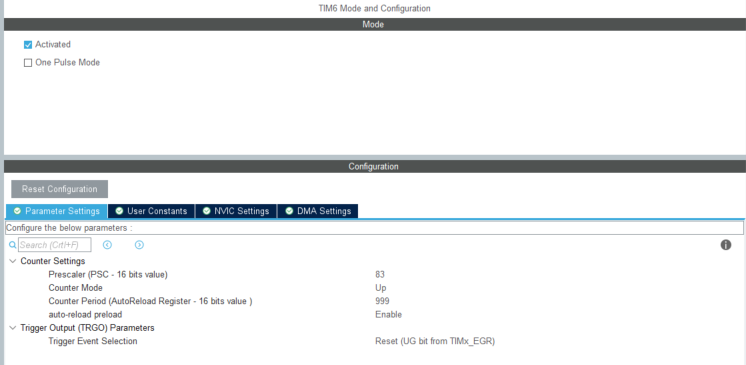 TIM6 Mode and Configuration
Mode
Activated
One Pulse Mode
Configuration
Reset Configuration
Parameter Settings User Constants NVIC Settings DMA Settings
Configure the below parameters :
Search (Crtl+F)
Counter Settings
Prescaler (PSC - 16 bits value) 83
Counter Mode Up
Counter Period (AutoReload Register - 16 bits value ) 999
auto-reload preload Enable
Trigger Output (TRGO) Parameters
Trigger Event Selection Reset (UG bit from TIMx_EGR)